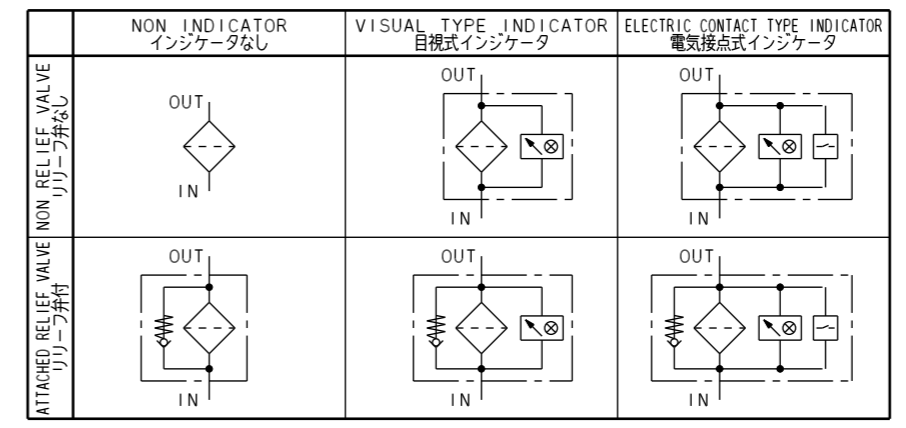 NON INDICATOR
インジケータなし
VISUAL TYPE INDICATOR
目視式インジケータ
ELECTRIC CONTACT TYPE INDICATOR
電気接点式インジケータ
NON RELIEF VALVE
リリーフ弁なし
OUT
IN
OUT
IN
OUT
IN
ATTACHED RELIEF VALVE
リリーフ弁付
OUT
IN
OUT
IN
OUT
IN